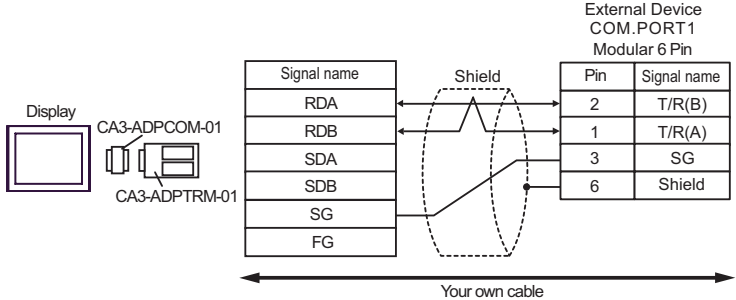 External Device
COM.PORT1
Modular 6 Pin
Signal name
Shield
Pin
Signal name
Display
CA3-ADPCOM-01
CA3-ADPTRM-01
RDA
2
T/R(B)
RDB
1
T/R(A)
SDA
3
SG
SDB
6
Shield
SG
FG
Your own cable